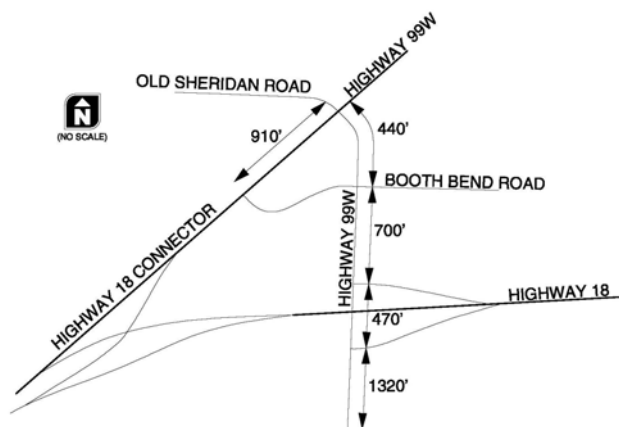 HIGHWAY 99W
OLD SHERIDAN ROAD
N
(NO SCALE)
910'
440'
BOOTH BEND ROAD
HIGHWAY 99W
700'
HIGHWAY 18 CONNECTOR
HIGHWAY 18
470'
1320'